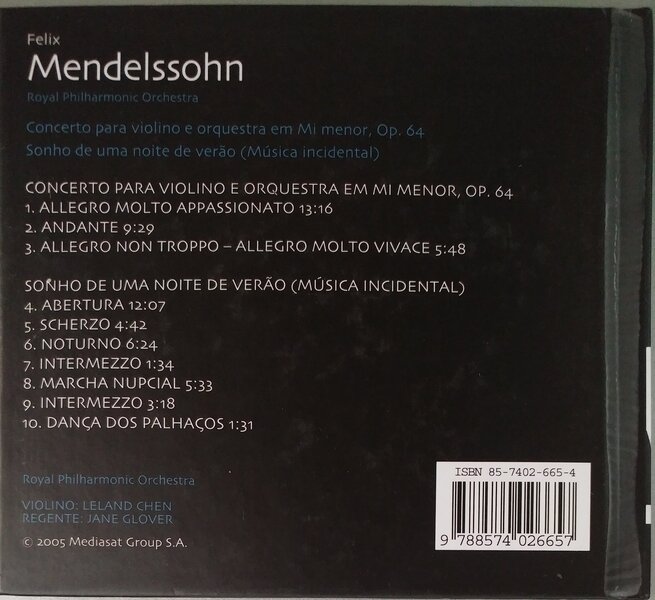 Felix
Mendelssohn
Royal Philharmonic Orchestra
Concerto para violino e orquestra em Mi menor, Op. 64
Sonho de uma noite de verão (Música incidental)
CONCERTO PARA VIOLINO E ORQUESTRA EM MI MENOR, OP. 64
1. ALLEGRO MOLTO APPASSIONATO 13:16
2. ANDANTE 9:29
3. ALLEGRO NON TROPPO – ALLEGRO MOLTO VIVACE 5:48
SONHO DE UMA NOITE DE VERÃO (MÚSICA INCIDENTAL)
4. ABERTURA 12:07
5. SCHERZO 4:42
6. NOTURNO 6:24
7. INTERMEZZO 1:34
8. MARCHA NUPCIAL 5:33
9. INTERMEZZO 3:18
10. DANÇA DOS PALHAÇOS 1:31
Royal Philharmonic Orchestra
VIOLINO: LELAND CHEN
REGENTE: JANE GLOVER
© 2005 Mediasat Group S.A.
ISBN 85-7402-665-4
9 788574 026657